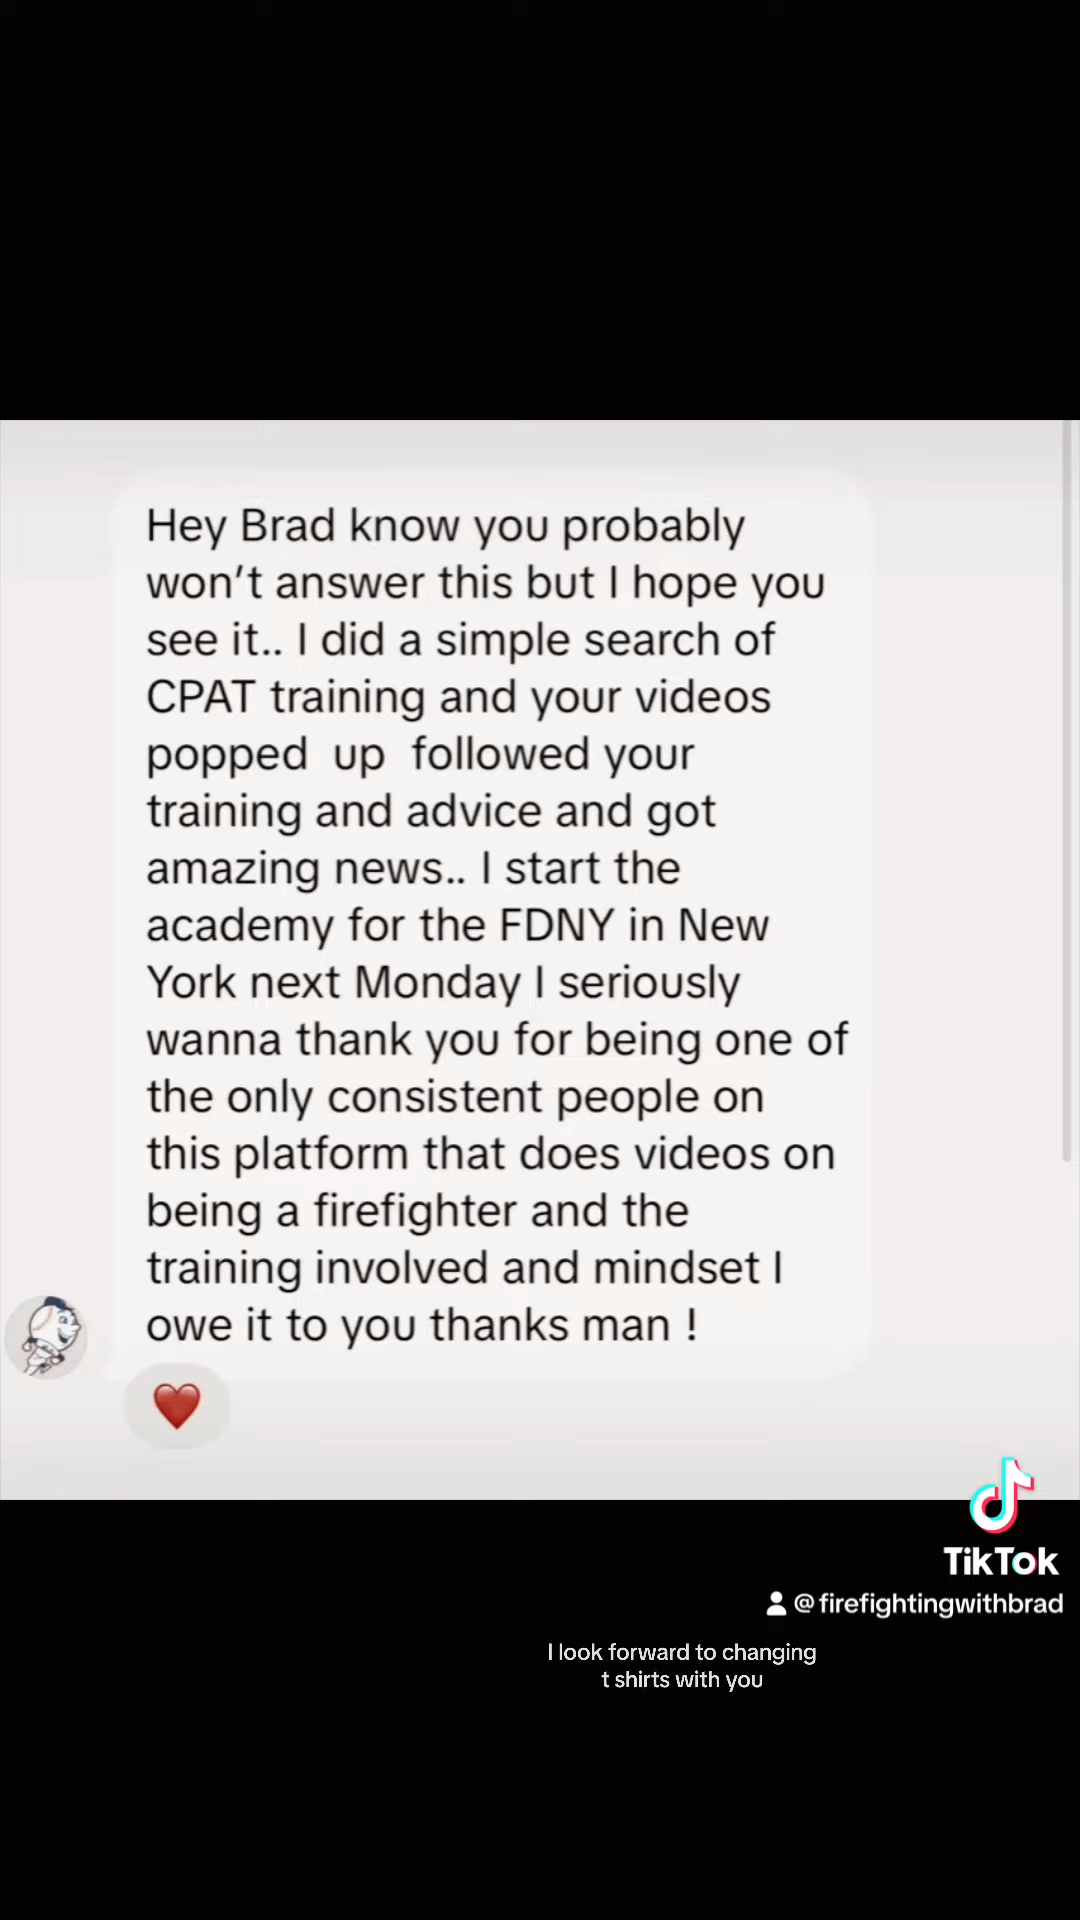 Hey Brad know you probably
won’t answer this but I hope you
see it.. I did a simple search of
CPAT training and your videos
popped  up  followed your
training and advice and got
amazing news.. I start the
academy for the FDNY in New
York next Monday I seriously
wanna thank you for being one of
the only consistent people on
this platform that does videos on
being a firefighter and the
training involved and mindset I
owe it to you thanks man !
TikTok
@firefightingwithbrad
I look forward to changing
t shirts with you